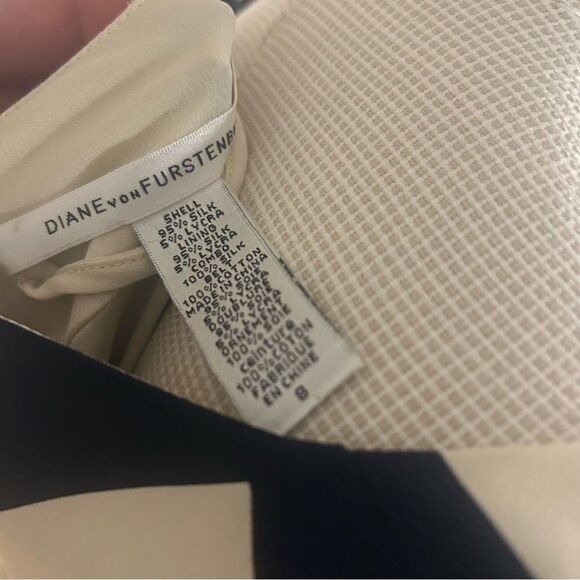 DIANE VON FURSTENB
SHELL
95% SILK
5% LYCRA
LINING
95% SILK
5% LYCRA
COMBO
100% SILK
BELT
100% COTTON
MADE IN CHINA
95% SOIE
5% LYCRA
DOUBLURE
95% SOIE
5% LYCRA
ORNEMENT
100% SOIE
ceinture
100% COTON
FABRIQUE
EN CHINE
8